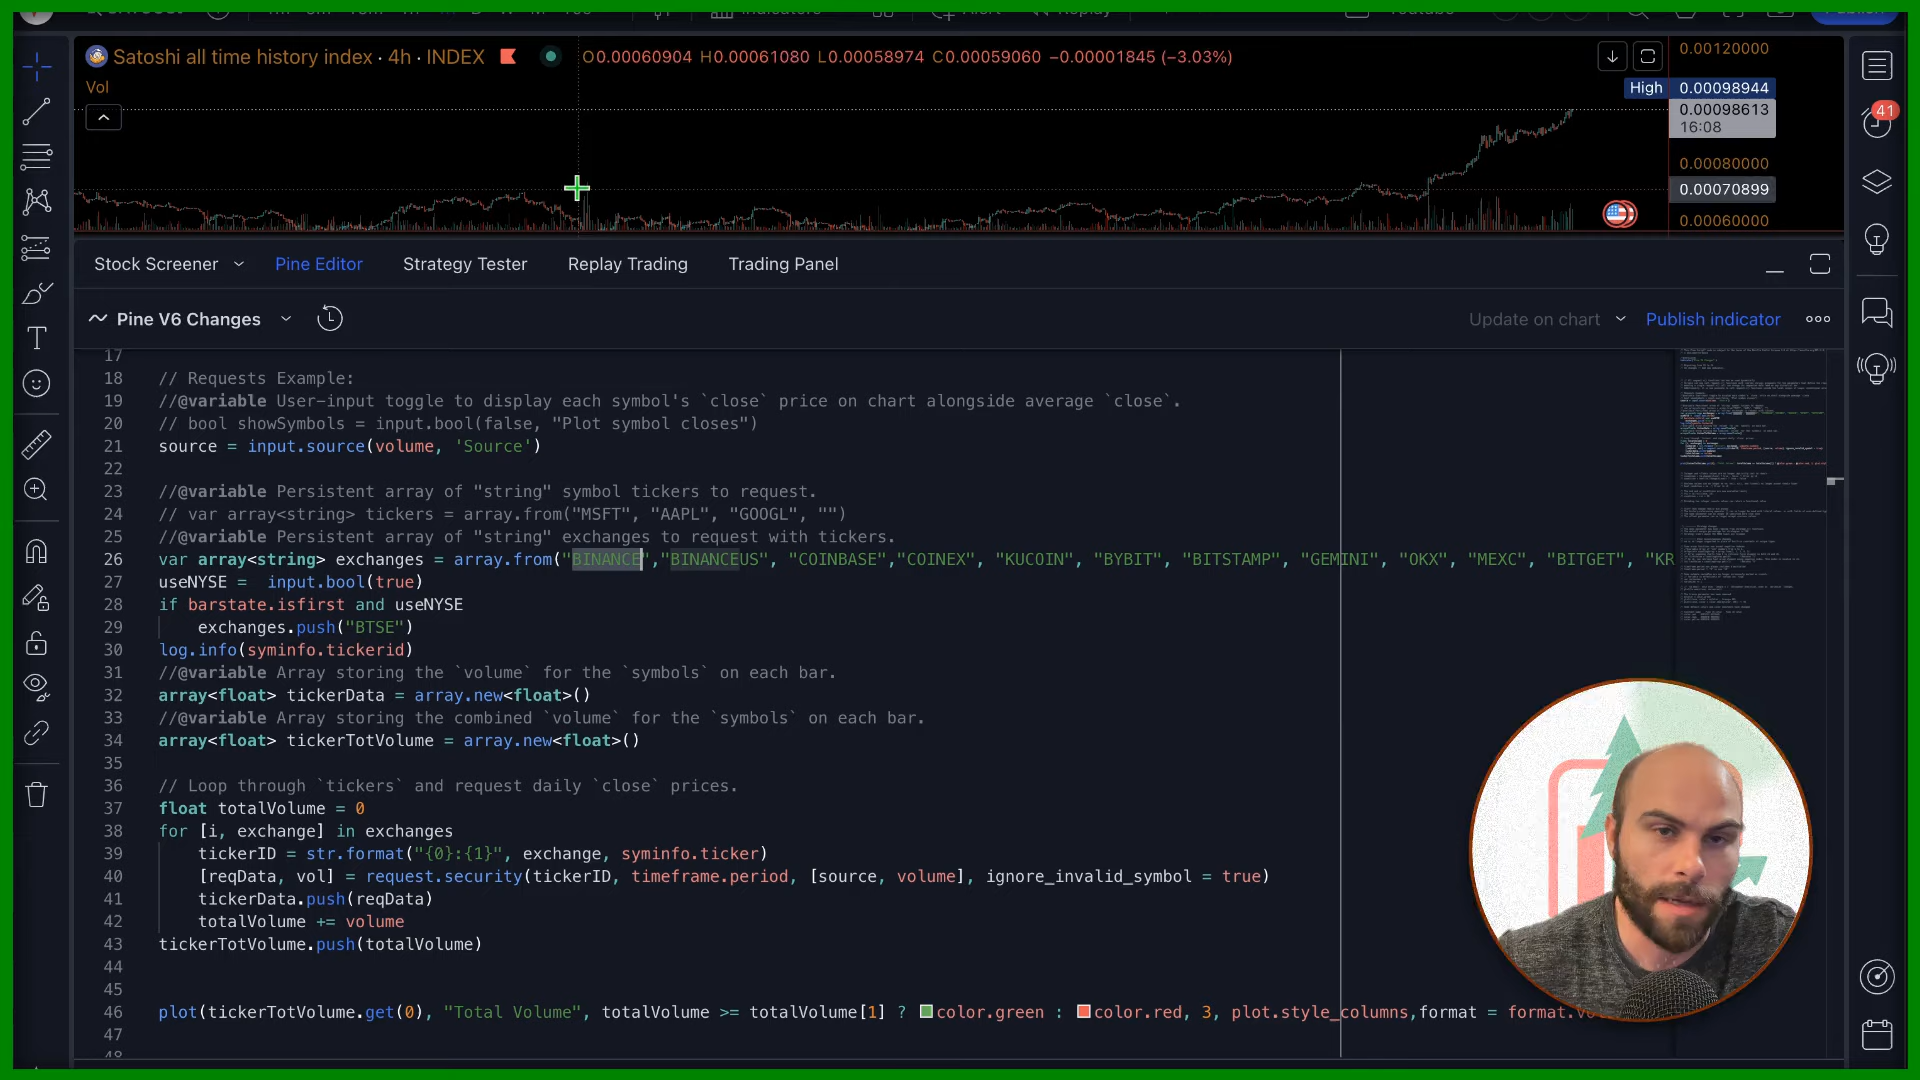 Satoshi all time history index · 4h · INDEX
O0.00060904 H0.00061080 L0.00058974 C0.00059060 −0.00001845 (−3.03%)
Vol
0.00120000
High 0.00098944
0.00098613
16:08
0.00080000
0.00070899
0.00060000
41
Stock Screener
Pine Editor
Strategy Tester
Replay Trading
Trading Panel
Pine V6 Changes
Update on chart
Publish indicator
17
18 // Requests Example:
19 //@variable User-input toggle to display each symbol's `close` price on chart alongside average `close`.
20 // bool showSymbols = input.bool(false, "Plot symbol closes")
21 source = input.source(volume, 'Source')
22
23 //@variable Persistent array of "string" symbol tickers to request.
24 // var array<string> tickers = array.from("MSFT", "AAPL", "GOOGL", "")
25 //@variable Persistent array of "string" exchanges to request with tickers.
26 var array<string> exchanges = array.from("BINANCE","BINANCEUS", "COINBASE","COINEX", "KUCOIN", "BYBIT", "BITSTAMP", "GEMINI", "OKX", "MEXC", "BITGET", "KR
27 useNYSE =  input.bool(true)
28 if barstate.isfirst and useNYSE
29 exchanges.push("BTSE")
30 log.info(syminfo.tickerid)
31 //@variable Array storing the `volume` for the `symbols` on each bar.
32 array<float> tickerData = array.new<float>()
33 //@variable Array storing the combined `volume` for the `symbols` on each bar.
34 array<float> tickerTotVolume = array.new<float>()
35
36 // Loop through `tickers` and request daily `close` prices.
37 float totalVolume = 0
38 for [i, exchange] in exchanges
39 tickerID = str.format("{0}:{1}", exchange, syminfo.ticker)
40 [reqData, vol] = request.security(tickerID, timeframe.period, [source, volume], ignore_invalid_symbol = true)
41 tickerData.push(reqData)
42 totalVolume += volume
43 tickerTotVolume.push(totalVolume)
44
45
46 plot(tickerTotVolume.get(0), "Total Volume", totalVolume >= totalVolume[1] ? color.green : color.red, 3, plot.style_columns,format = format.
47